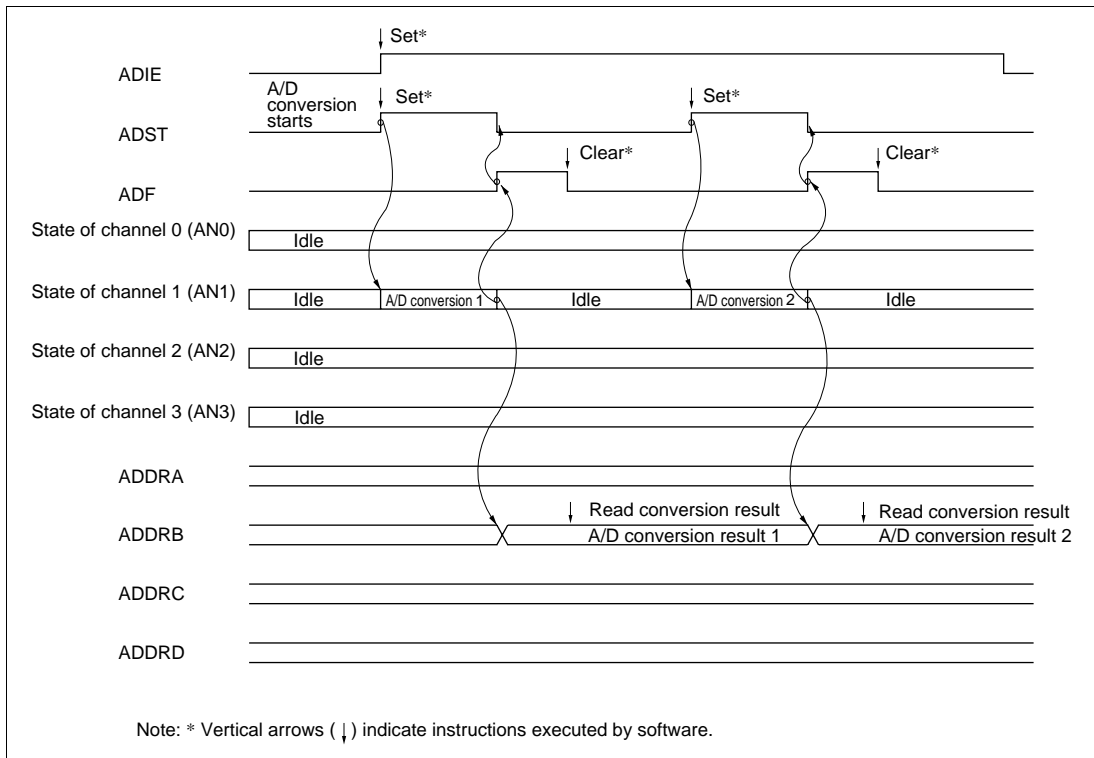 Set*
ADIE
A/D
conversion
starts
Set* Set*
ADST
Clear* Clear*
ADF
State of channel 0 (AN0)
Idle
State of channel 1 (AN1)
Idle A/D conversion 1 Idle A/D conversion 2 Idle
State of channel 2 (AN2)
Idle
State of channel 3 (AN3)
Idle
ADDRA
Read conversion result Read conversion result
ADDRB A/D conversion result 1 A/D conversion result 2
ADDRC
ADDRD
Note: * Vertical arrows (↓) indicate instructions executed by software.